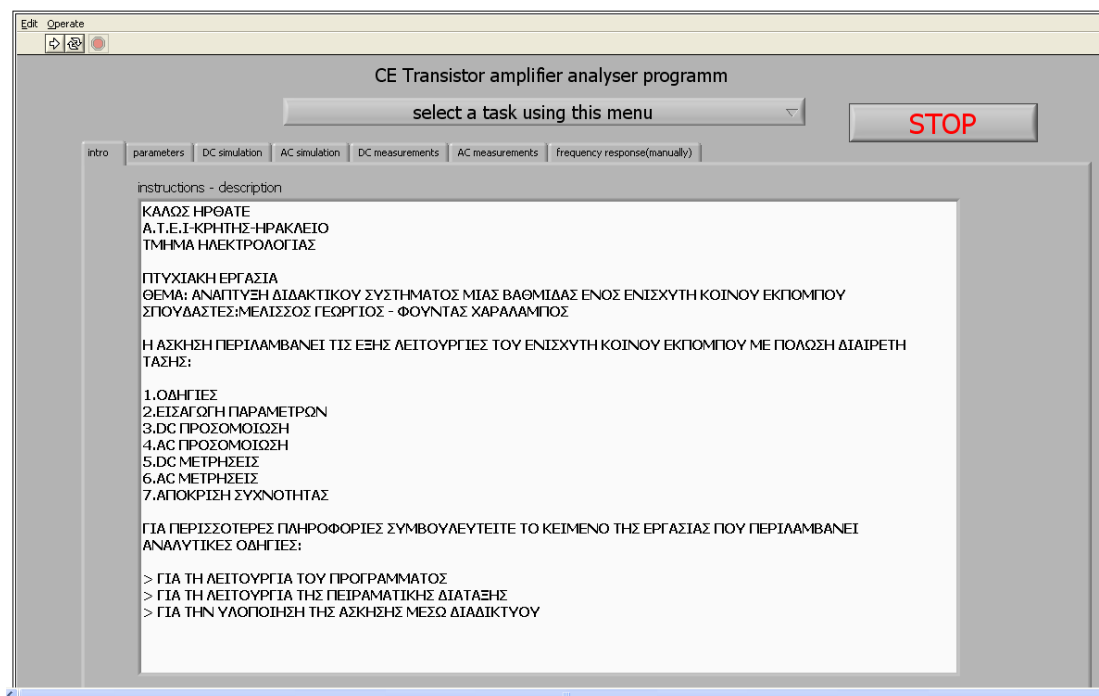 Edit Operate
CE Transistor amplifier analyser programm
select a task using this menu
STOP
intro parameters DC simulation AC simulation DC measurements AC measurements frequency response(manually)
instructions - description
ΚΑΛΩΣ ΗΡΘΑΤΕ
Α.Τ.Ε.Ι-ΚΡΗΤΗΣ-ΗΡΑΚΛΕΙΟ
ΤΜΗΜΑ ΗΛΕΚΤΡΟΛΟΓΙΑΣ
ΠΤΥΧΙΑΚΗ ΕΡΓΑΣΙΑ
ΘΕΜΑ: ΑΝΑΠΤΥΞΗ ΔΙΔΑΚΤΙΚΟΥ ΣΥΣΤΗΜΑΤΟΣ ΜΙΑΣ ΒΑΘΜΙΔΑΣ ΕΝΟΣ ΕΝΙΣΧΥΤΗ ΚΟΙΝΟΥ ΕΚΠΟΜΠΟΥ
ΣΠΟΥΔΑΣΤΕΣ:ΜΕΛΙΣΣΟΣ ΓΕΩΡΓΙΟΣ - ΦΟΥΝΤΑΣ ΧΑΡΑΛΑΜΠΟΣ
Η ΑΣΚΗΣΗ ΠΕΡΙΛΑΜΒΑΝΕΙ ΤΙΣ ΕΞΗΣ ΛΕΙΤΟΥΡΓΙΕΣ ΤΟΥ ΕΝΙΣΧΥΤΗ ΚΟΙΝΟΥ ΕΚΠΟΜΠΟΥ ΜΕ ΠΟΛΩΣΗ ΔΙΑΙΡΕΤΗ
ΤΑΣΗΣ:
1.ΟΔΗΓΙΕΣ
2.ΕΙΣΑΓΩΓΗ ΠΑΡΑΜΕΤΡΩΝ
3.DC ΠΡΟΣΟΜΟΙΩΣΗ
4.AC ΠΡΟΣΟΜΟΙΩΣΗ
5.DC ΜΕΤΡΗΣΕΙΣ
6.AC ΜΕΤΡΗΣΕΙΣ
7.ΑΠΟΚΡΙΣΗ ΣΥΧΝΟΤΗΤΑΣ
ΓΙΑ ΠΕΡΙΣΣΟΤΕΡΕΣ ΠΛΗΡΟΦΟΡΙΕΣ ΣΥΜΒΟΥΛΕΥΤΕΙΤΕ ΤΟ ΚΕΙΜΕΝΟ ΤΗΣ ΕΡΓΑΣΙΑΣ ΠΟΥ ΠΕΡΙΛΑΜΒΑΝΕΙ
ΑΝΑΛΥΤΙΚΕΣ ΟΔΗΓΙΕΣ:
> ΓΙΑ ΤΗ ΛΕΙΤΟΥΡΓΙΑ ΤΟΥ ΠΡΟΓΡΑΜΜΑΤΟΣ
> ΓΙΑ ΤΗ ΛΕΙΤΟΥΡΓΙΑ ΤΗΣ ΠΕΙΡΑΜΑΤΙΚΗΣ ΔΙΑΤΑΞΗΣ
> ΓΙΑ ΤΗΝ ΥΛΟΠΟΙΗΣΗ ΤΗΣ ΑΣΚΗΣΗΣ ΜΕΣΩ ΔΙΑΔΙΚΤΥΟΥ